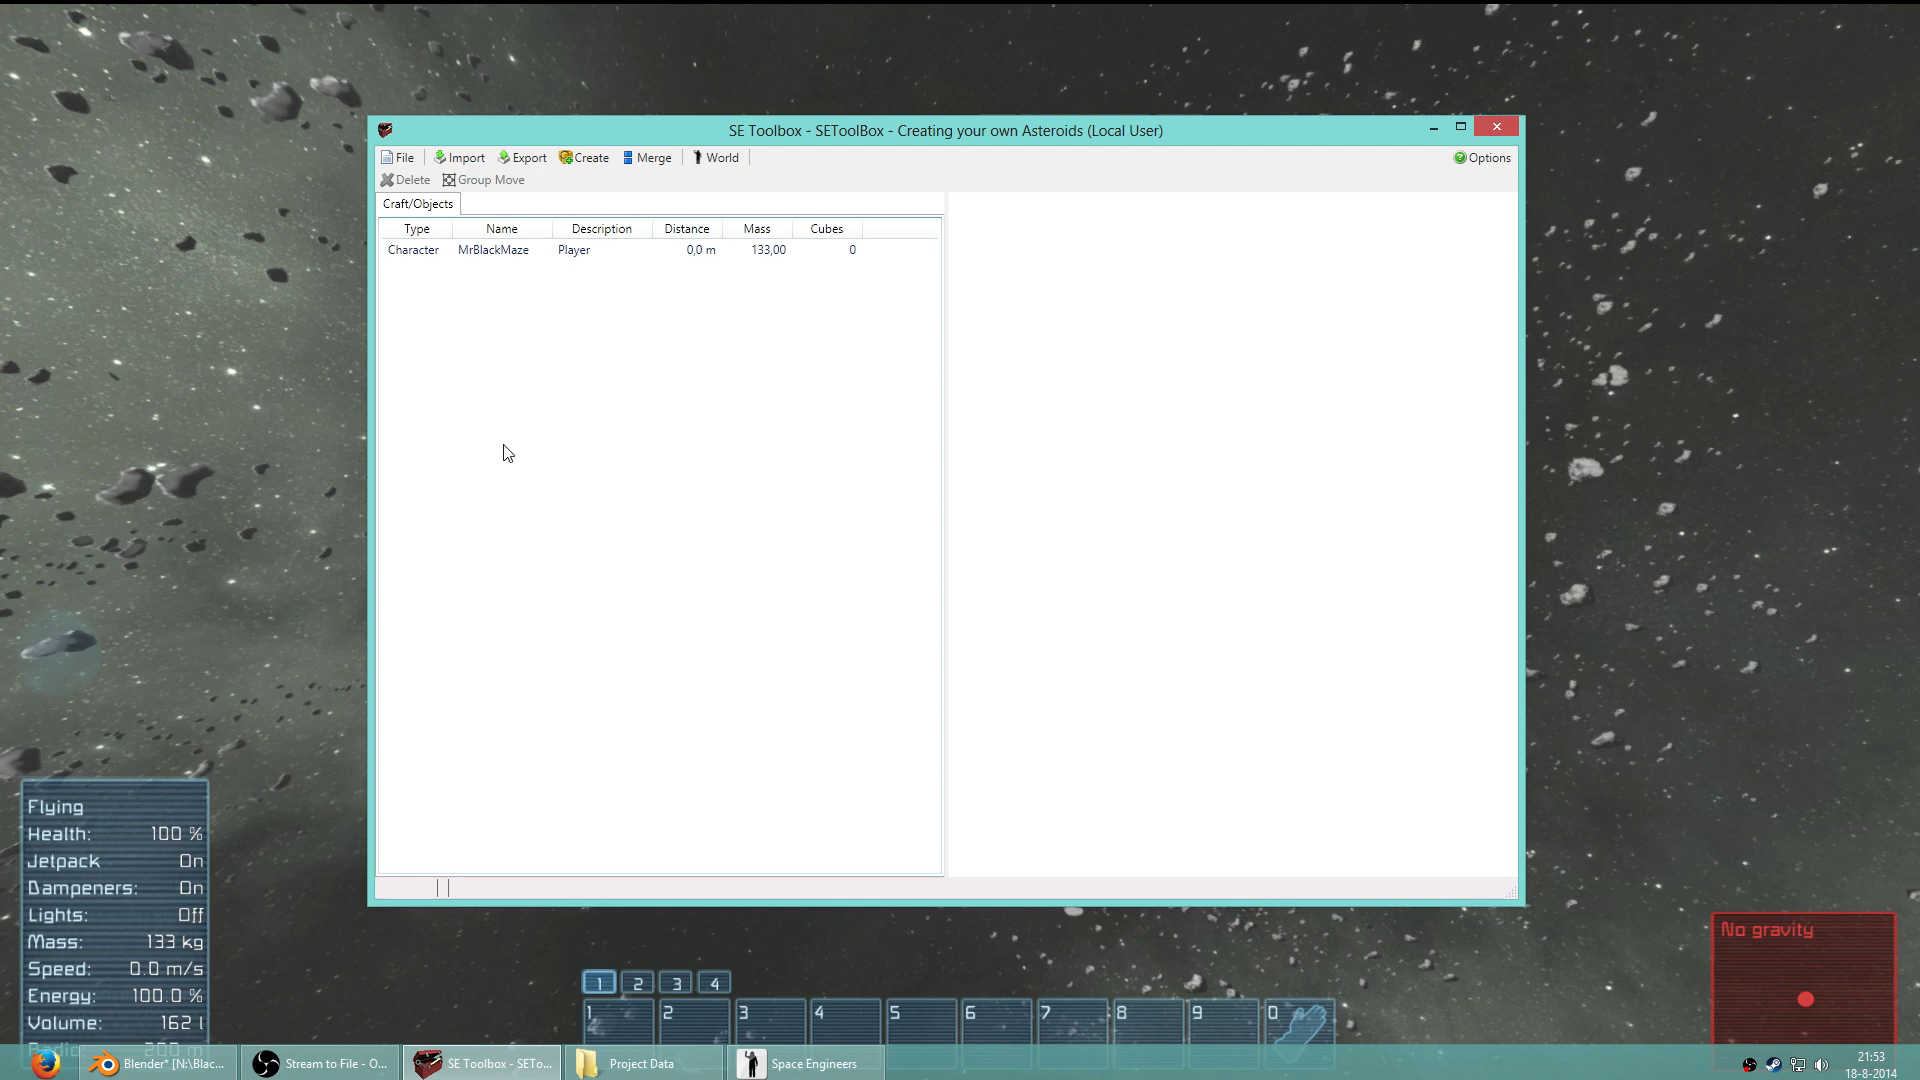 SE Toolbox - SEToolBox - Creating your own Asteroids (Local User)
File Import Export Create Merge World Options
Delete Group Move
Craft/Objects
Type Name Description Distance Mass Cubes
Character MrBlackMaze Player 0,0 m 133,00 0
Flying
Health: 100 %
Jetpack On
Dampeners: On
Lights: Off
Mass: 133 kg
Speed: 0.0 m/s
Energy: 100.0 %
Volume: 162 l
Radio: 200 m
No gravity
1 2 3 4
1 2 3 4 5 6 7 8 9 0
Blender* [N:\Blac... Stream to File - O... SE Toolbox - SETo... Project Data Space Engineers
21:53
18-8-2014